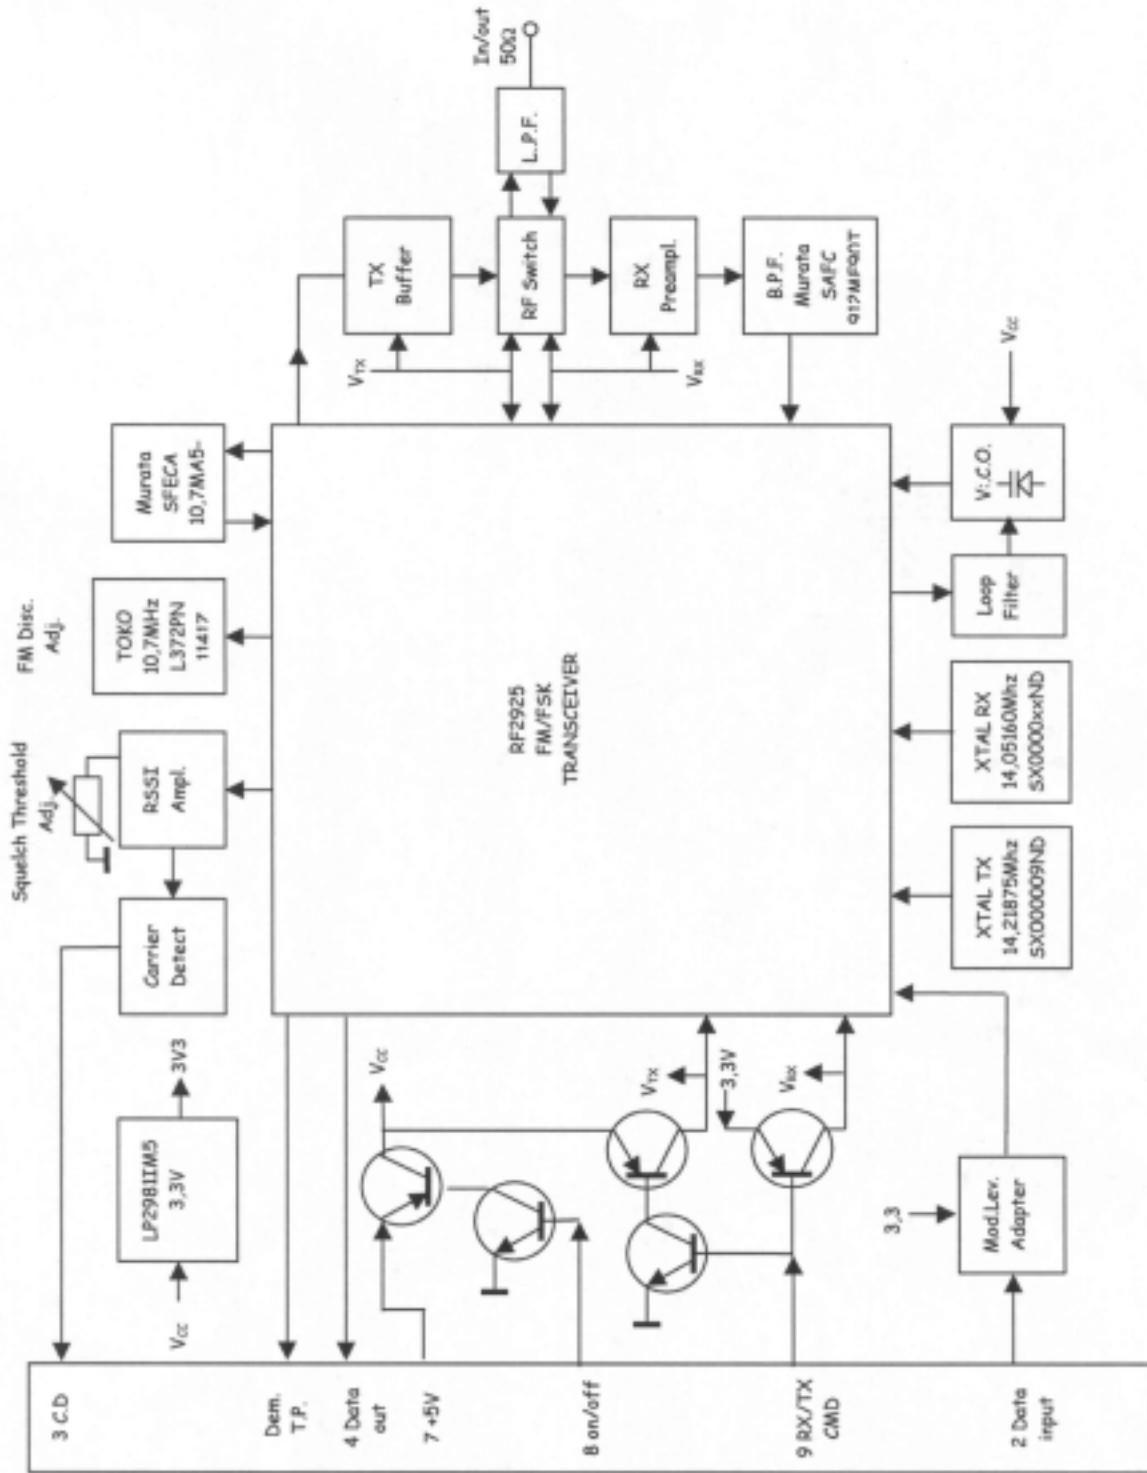 In/out
50Ω
L.P.F.
TX
Buffer
RF Switch
RX
Preampl.
B.P.F.
Murata
SAFC
VTX
VRX
Murata
SFECA
10,7MA5-
FM Disc.
Adj.
TOKO
10,7MHz
L372PN
11417
Squelch Threshold
Adj.
RSSI
Ampl.
Carrier
Detect
RF2925
FM/FSK
TRANSCEIVER
Vcc
V:.C.O.
Loop
Filter
XTAL RX
14,05160Mhz
SX0000xxND
XTAL TX
14,21875Mhz
SX000009ND
3V3
LP2981IM5
3,3V
Vcc
Vcc
VTX
3,3V
VRX
3,3
Mod.Lev.
Adapter
3 C.D
Dem.
T.P.
4 Data
out
7 +5V
8 on/off
9 RX/TX
CMD
2 Data
input